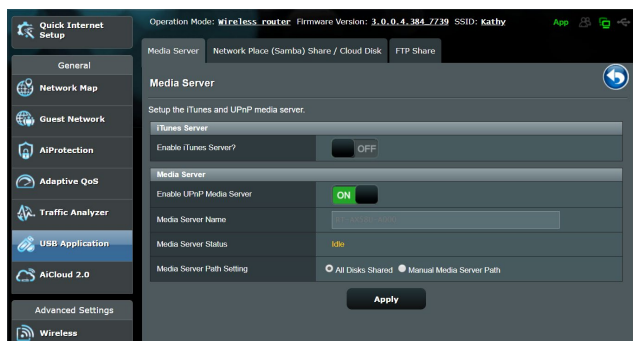 Quick Internet
Setup
Operation Mode: Wireless router Firmware Version: 3.0.0.4.384_7739 SSID: Kathy
App
Media Server
Network Place (Samba) Share / Cloud Disk
FTP Share
General
Network Map
Guest Network
AiProtection
Adaptive QoS
Traffic Analyzer
USB Application
AiCloud 2.0
Advanced Settings
Wireless
Media Server
Setup the iTunes and UPnP media server.
iTunes Server
Enable iTunes Server?
OFF
Media Server
Enable UPnP Media Server
ON
Media Server Name
Media Server Status
Idle
Media Server Path Setting
All Disks Shared
Manual Media Server Path
Apply